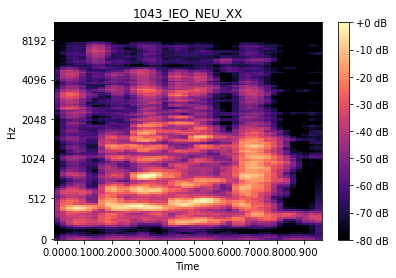 1043_IEO_NEU_XX
8192
4096
2048
1024
512
0
Hz
0.0000.1000.2000.3000.4000.5000.6000.7000.8000.900
Time
+0 dB
-10 dB
-20 dB
-30 dB
-40 dB
-50 dB
-60 dB
-70 dB
-80 dB